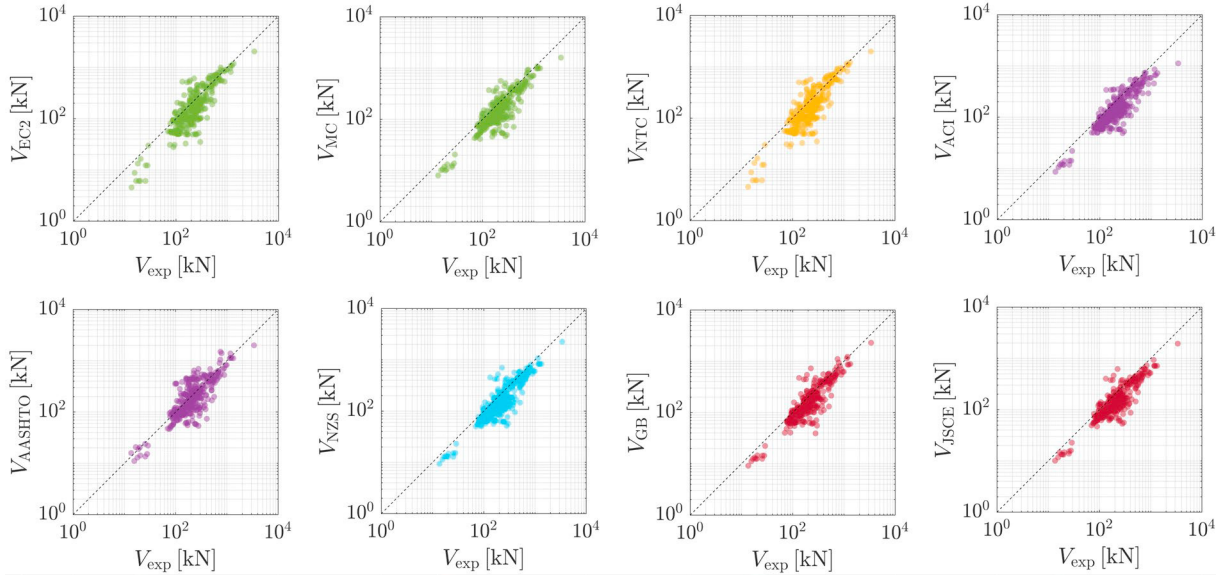 10^4
10^2
10^0
V_EC2 [kN]
10^0 10^2 10^4
V_exp [kN]
10^4
10^2
10^0
V_MC [kN]
10^0 10^2 10^4
V_exp [kN]
10^4
10^2
10^0
V_NTC [kN]
10^0 10^2 10^4
V_exp [kN]
10^4
10^2
10^0
V_ACI [kN]
10^0 10^2 10^4
V_exp [kN]
10^4
10^2
10^0
V_AASHTO [kN]
10^0 10^2 10^4
V_exp [kN]
10^4
10^2
10^0
V_NZS [kN]
10^0 10^2 10^4
V_exp [kN]
10^4
10^2
10^0
V_GB [kN]
10^0 10^2 10^4
V_exp [kN]
10^4
10^2
10^0
V_JSCE [kN]
10^0 10^2 10^4
V_exp [kN]